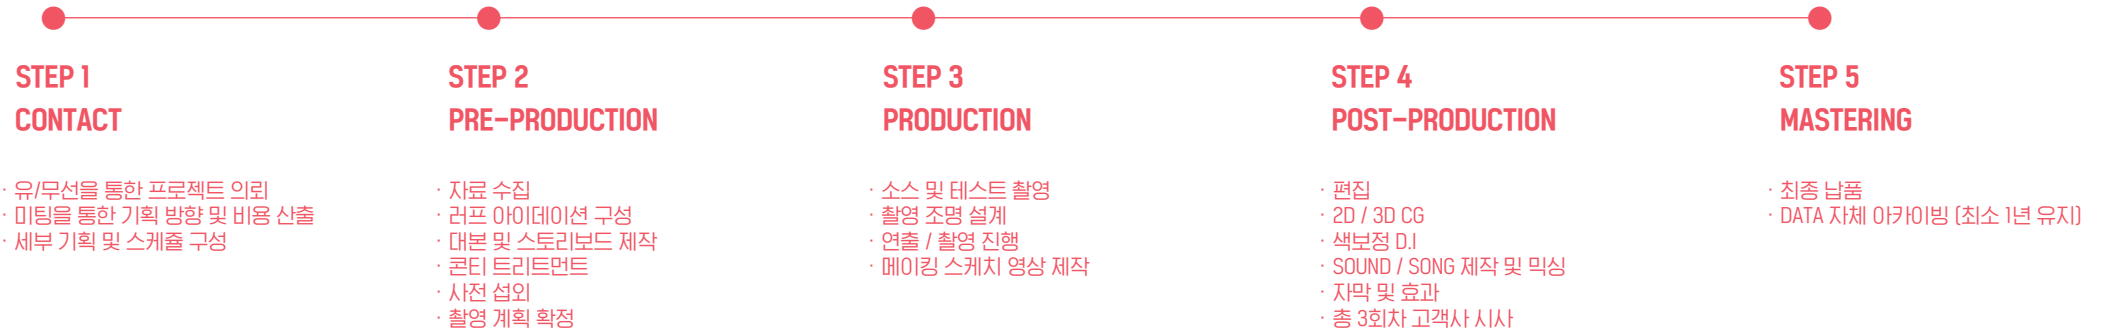 STEP 1
CONTACT
· 유/무선을 통한 프로젝트 의뢰
· 미팅을 통한 기획 방향 및 비용 산출
· 세부 기획 및 스케쥴 구성
STEP 2
PRE-PRODUCTION
· 자료 수집
· 러프 아이데이션 구성
· 대본 및 스토리보드 제작
· 콘티 트리트먼트
· 사전 섭외
· 촬영 계획 확정
STEP 3
PRODUCTION
· 소스 및 테스트 촬영
· 촬영 조명 설계
· 연출 / 촬영 진행
· 메이킹 스케치 영상 제작
STEP 4
POST-PRODUCTION
· 편집
· 2D / 3D CG
· 색보정 D.I
· SOUND / SONG 제작 및 믹싱
· 자막 및 효과
· 총 3회차 고객사 시사
STEP 5
MASTERING
· 최종 납품
· DATA 자체 아카이빙 (최소 1년 유지)